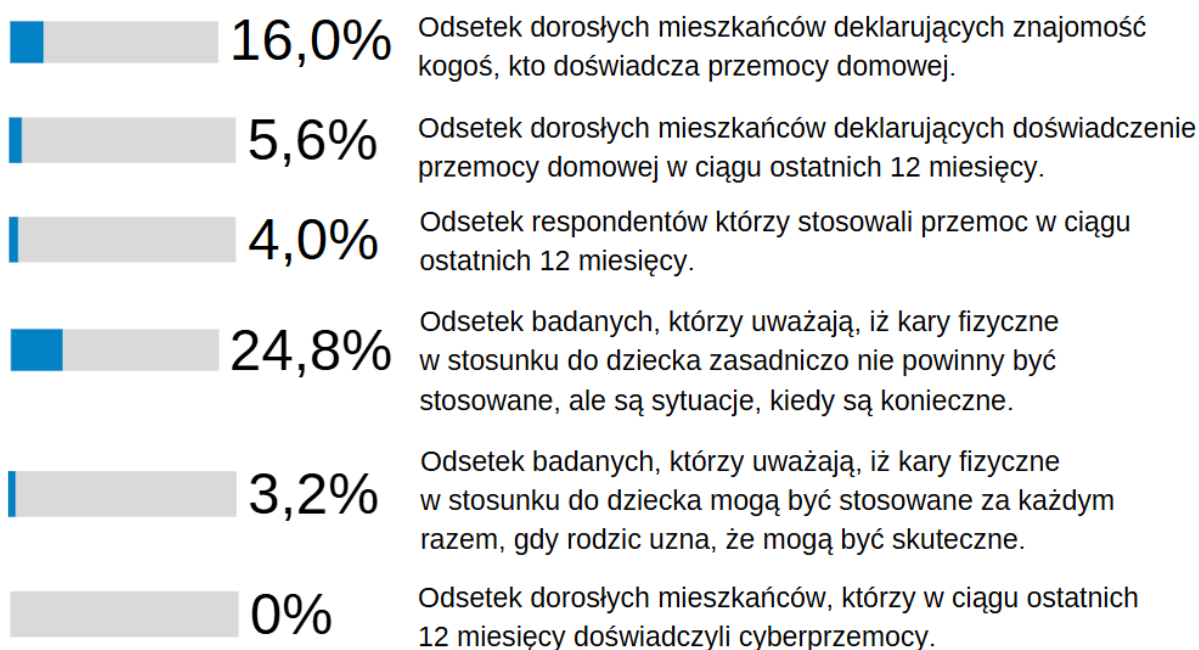 16,0%
Odsetek dorosłych mieszkańców deklarujących znajomość
kogoś, kto doświadcza przemocy domowej.
5,6%
Odsetek dorosłych mieszkańców deklarujących doświadczenie
przemocy domowej w ciągu ostatnich 12 miesięcy.
4,0%
Odsetek respondentów którzy stosowali przemoc w ciągu
ostatnich 12 miesięcy.
24,8%
Odsetek badanych, którzy uważają, iż kary fizyczne
w stosunku do dziecka zasadniczo nie powinny być
stosowane, ale są sytuacje, kiedy są konieczne.
3,2%
Odsetek badanych, którzy uważają, iż kary fizyczne
w stosunku do dziecka mogą być stosowane za każdym
razem, gdy rodzic uzna, że mogą być skuteczne.
0%
Odsetek dorosłych mieszkańców, którzy w ciągu ostatnich
12 miesięcy doświadczyli cyberprzemocy.